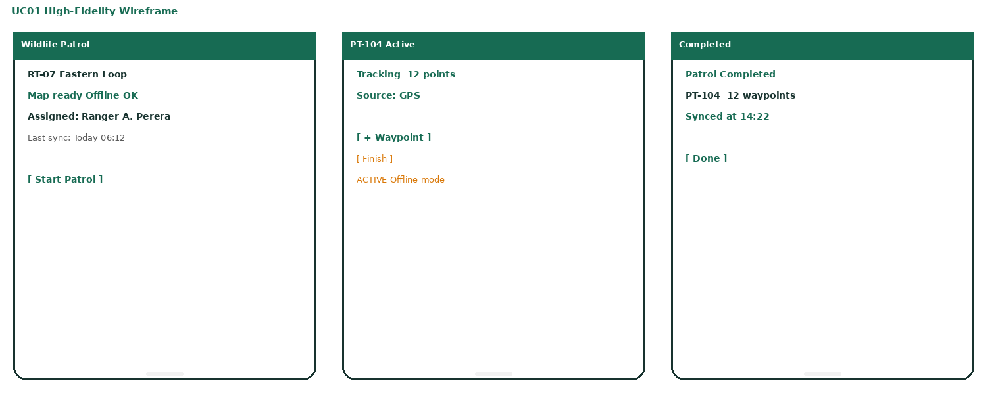 UC01 High-Fidelity Wireframe
Wildlife Patrol
RT-07 Eastern Loop
Map ready Offline OK
Assigned: Ranger A. Perera
Last sync: Today 06:12
[ Start Patrol ]
PT-104 Active
Tracking  12 points
Source: GPS
[ + Waypoint ]
[ Finish ]
ACTIVE Offline mode
Completed
Patrol Completed
PT-104  12 waypoints
Synced at 14:22
[ Done ]